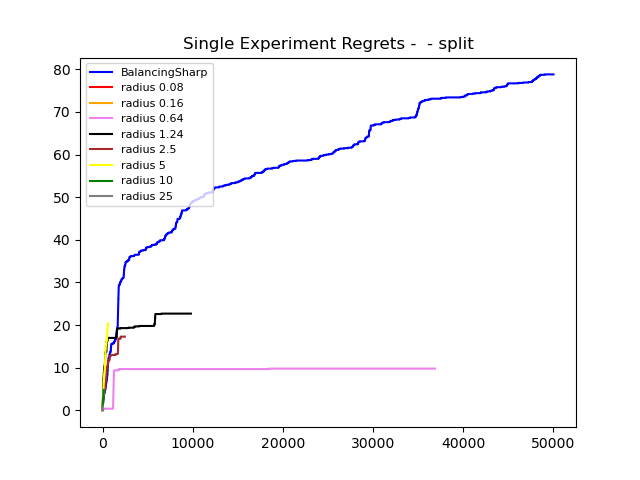 Single Experiment Regrets -  - split
BalancingSharp
radius 0.08
radius 0.16
radius 0.64
radius 1.24
radius 2.5
radius 5
radius 10
radius 25
80
70
60
50
40
30
20
10
0
0 10000 20000 30000 40000 50000